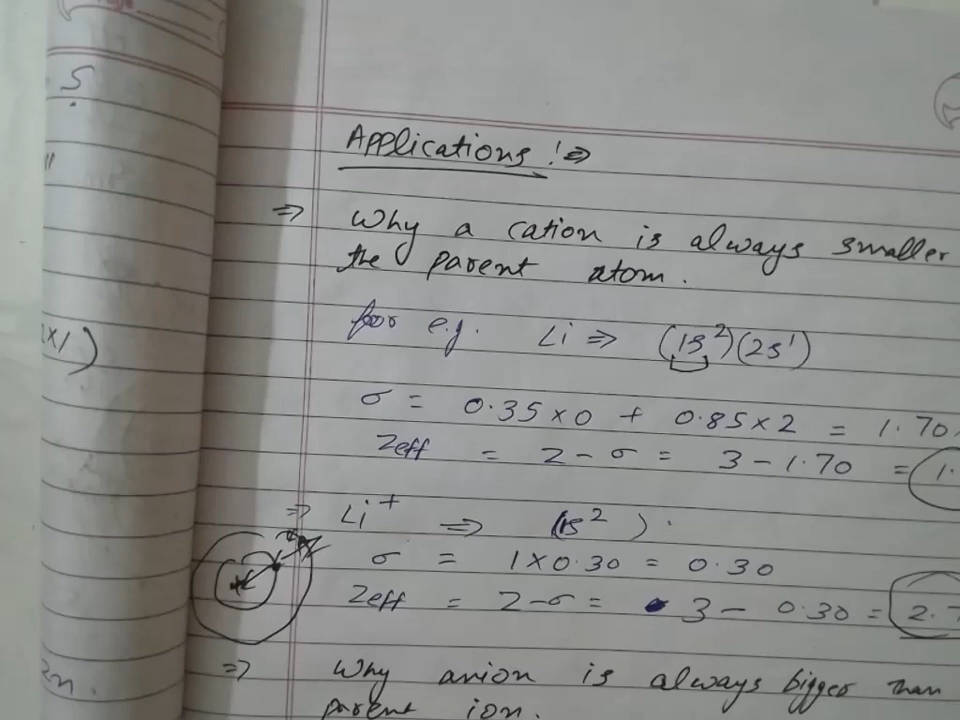 S
Applications :⇒
⇒ Why a cation is always smaller
the parent atom.
for e.g. Li ⇒ (1s²)(2s¹)
x1)
σ = 0.35 x 0 + 0.85 x 2 = 1.70
Zeff = Z - σ = 3 - 1.70 = 1.
⇒ Li⁺ ⇒ (1s²).
σ = 1 x 0.30 = 0.30
Zeff = Z - σ = 3 - 0.30 = 2.7
⇒ Why anion is always bigger than
parent ion.